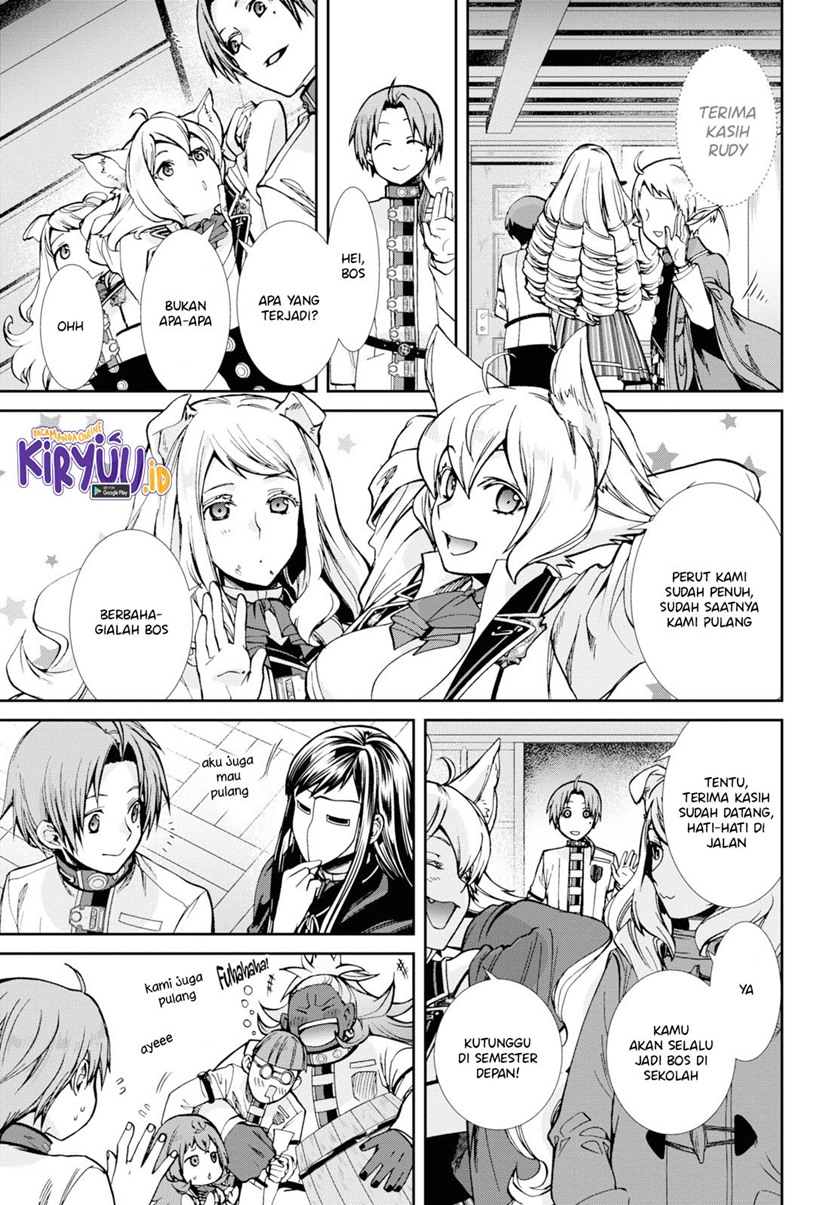 TERIMA
KASIH
RUDY
HEI,
BOS
APA YANG
TERJADI?
BUKAN
APA-APA
OHH
BACA MANGA ONLINE
KIRYUU.ID
Google Play
PERUT KAMI
SUDAH PENUH,
SUDAH SAATNYA
KAMI PULANG
BERBAHA-
GIALAH BOS
TENTU,
TERIMA KASIH
SUDAH DATANG,
HATI-HATI DI
JALAN
YA
KAMU
AKAN SELALU
JADI BOS DI
SEKOLAH
KUTUNGGU
DI SEMESTER
DEPAN!
aku juga
mau
pulang
Fuhahaha!
kami juga
pulang
ayeee